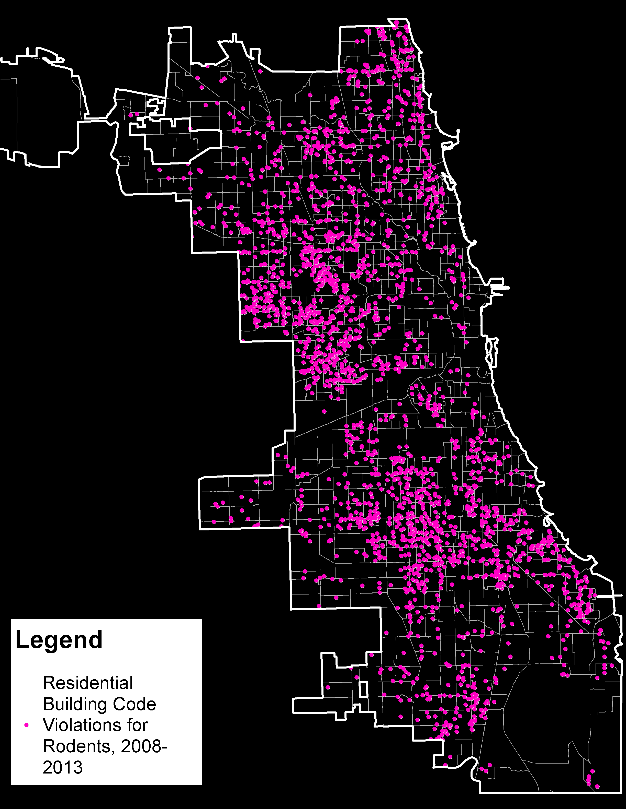 Legend
Residential
Building Code
Violations for
Rodents, 2008-
2013